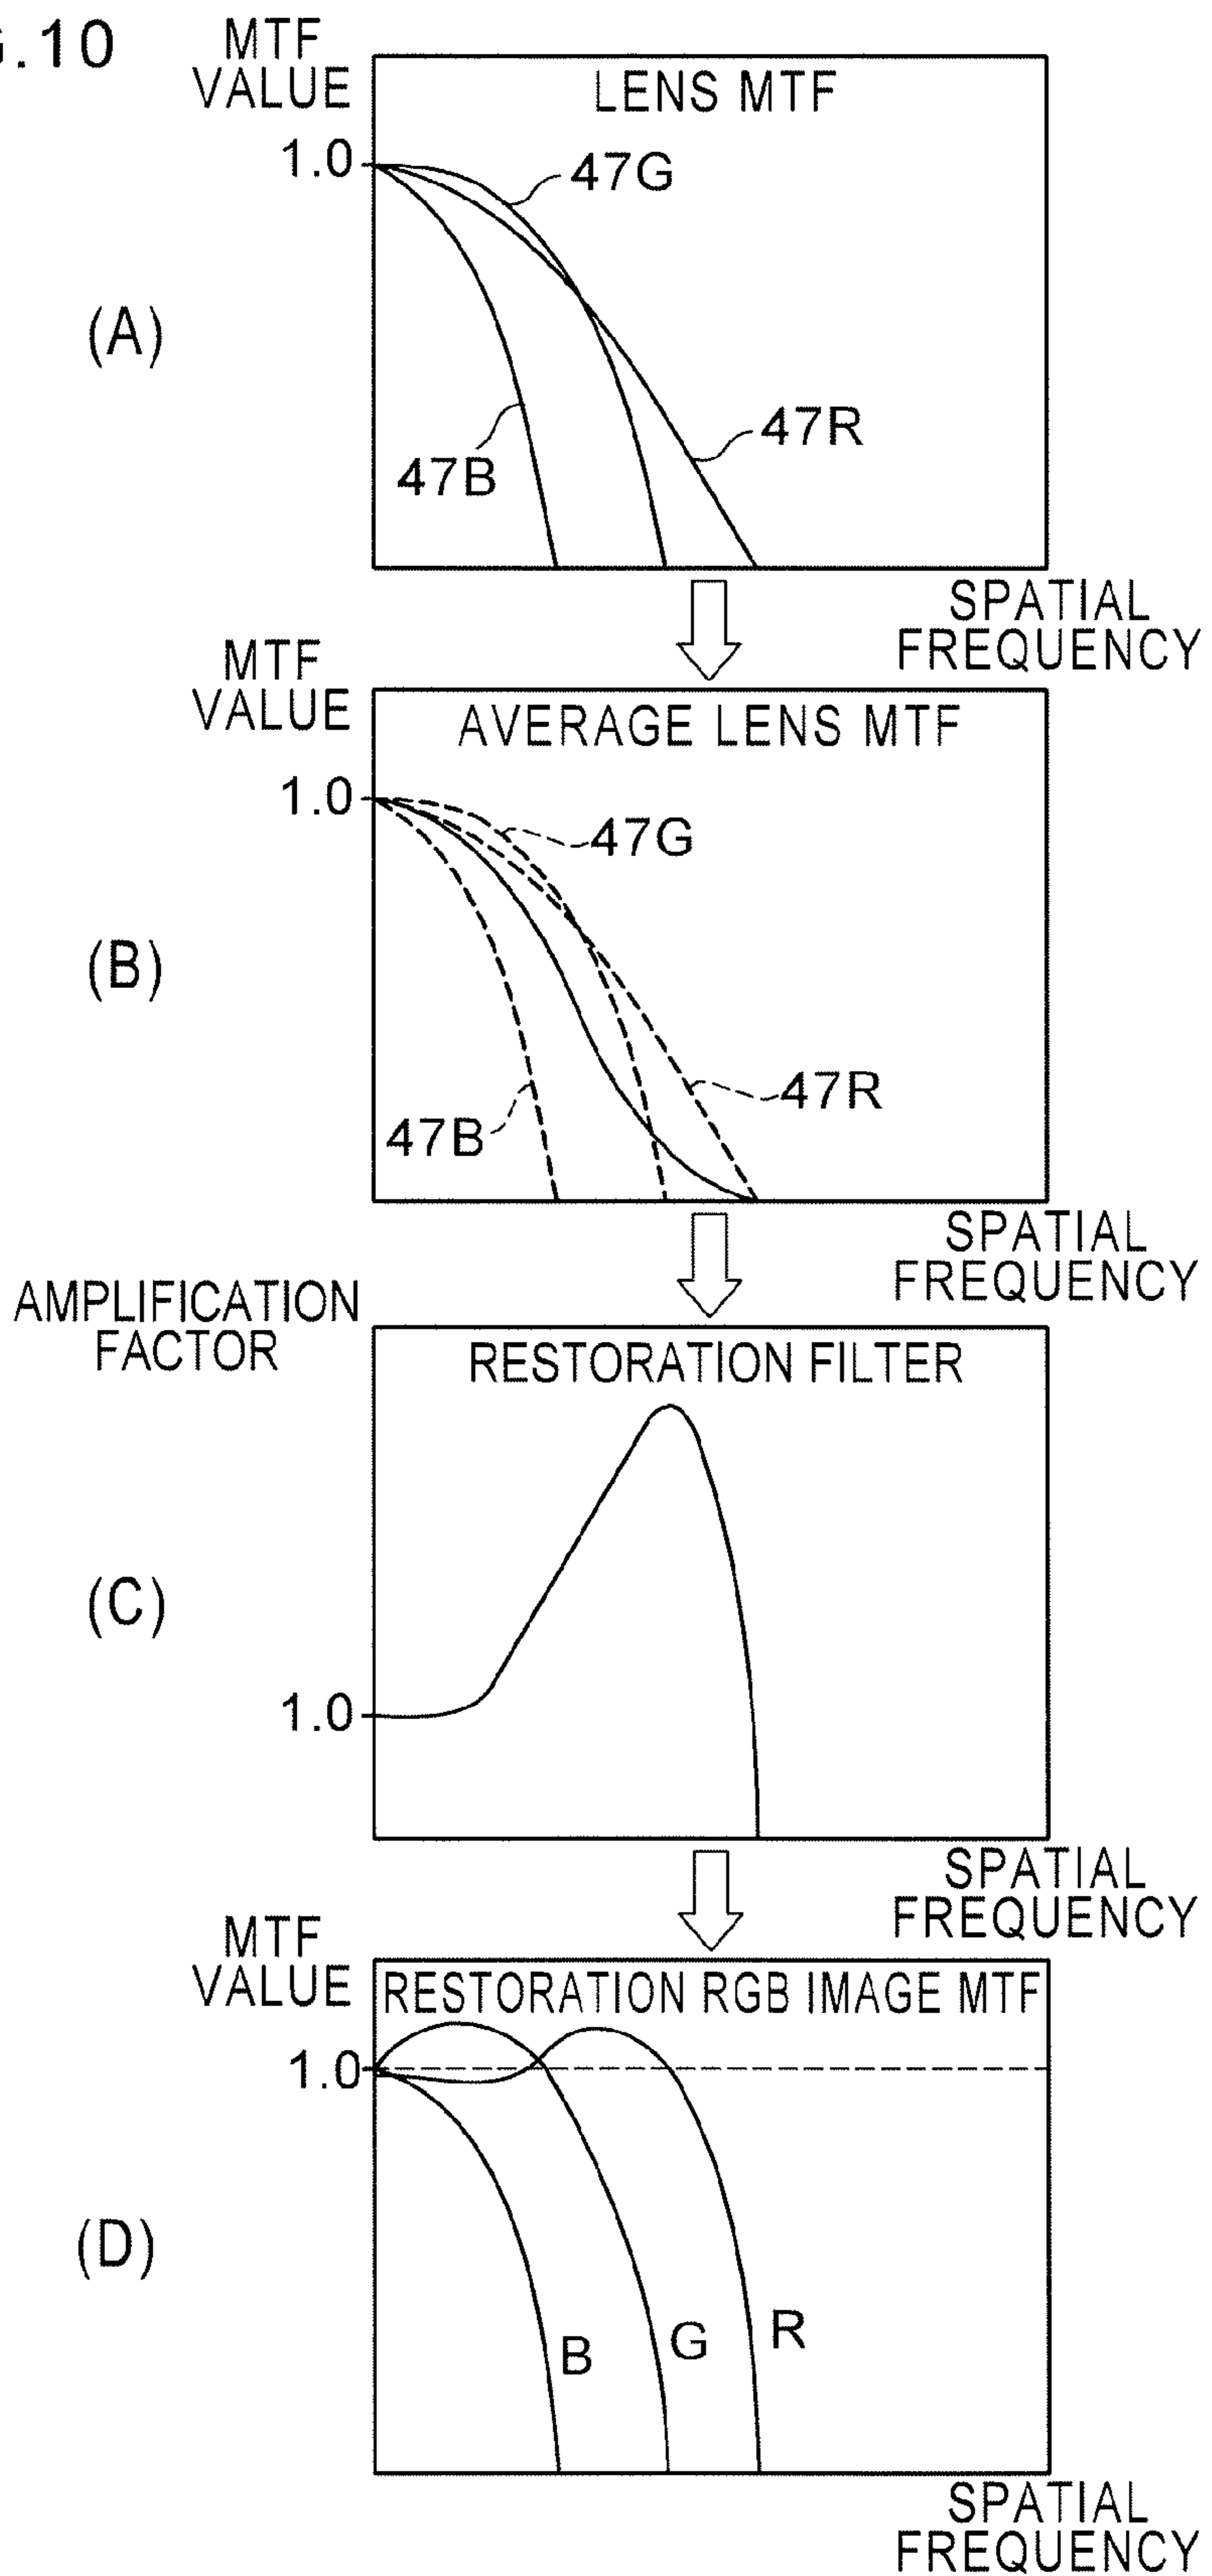 G.10
MTF
VALUE
LENS MTF
1.0
47G
(A)
47R
47B
SPATIAL
FREQUENCY
MTF
VALUE
AVERAGE LENS MTF
1.0
47G
(B)
47R
47B
SPATIAL
FREQUENCY
AMPLIFICATION
FACTOR
RESTORATION FILTER
(C)
1.0
SPATIAL
FREQUENCY
MTF
VALUE
RESTORATION RGB IMAGE MTF
1.0
(D)
B
G
R
SPATIAL
FREQUENCY